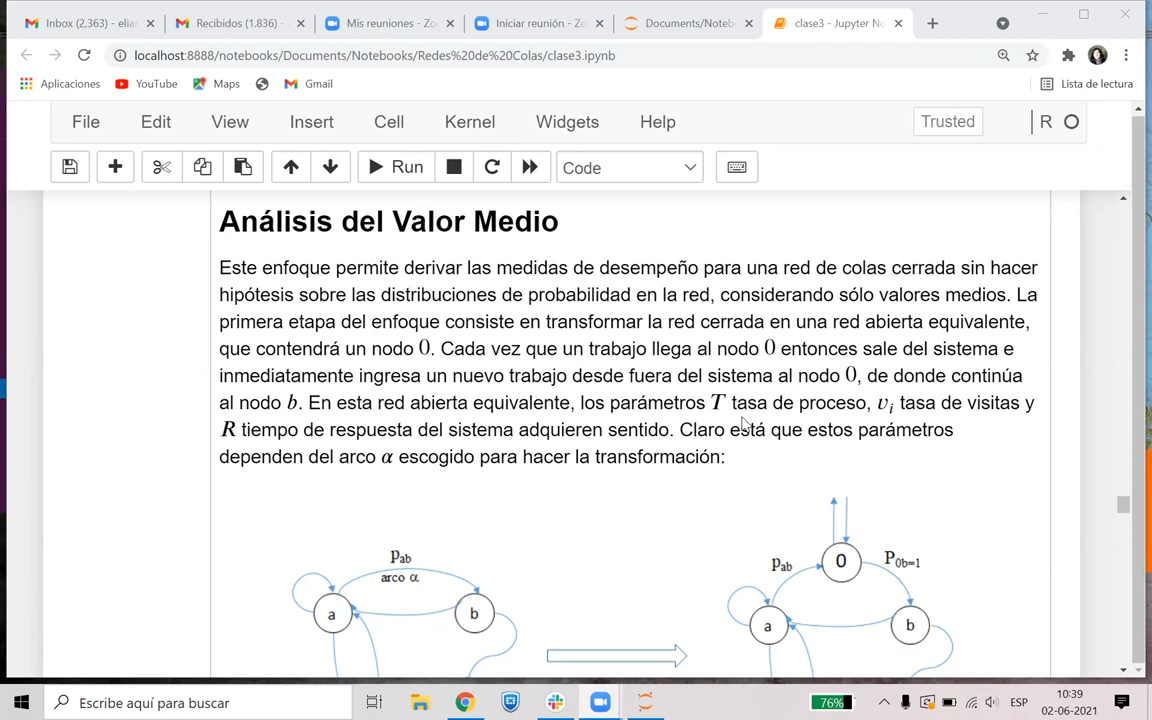 Inbox (2,363) - elia
Recibidos (1.836) -
Mis reuniones - Zo
Iniciar reunión - Zo
Documents/Noteb
clase3 - Jupyter No
localhost:8888/notebooks/Documents/Notebooks/Redes%20de%20Colas/clase3.ipynb
Aplicaciones
YouTube
Maps
Gmail
Lista de lectura
File Edit View Insert Cell Kernel Widgets Help
Trusted
R
Run
Code
Análisis del Valor Medio
Este enfoque permite derivar las medidas de desempeño para una red de colas cerrada sin hacer
hipótesis sobre las distribuciones de probabilidad en la red, considerando sólo valores medios. La
primera etapa del enfoque consiste en transformar la red cerrada en una red abierta equivalente,
que contendrá un nodo 0. Cada vez que un trabajo llega al nodo 0 entonces sale del sistema e
inmediatamente ingresa un nuevo trabajo desde fuera del sistema al nodo 0, de donde continúa
al nodo b. En esta red abierta equivalente, los parámetros T tasa de proceso, v_i tasa de visitas y
R tiempo de respuesta del sistema adquieren sentido. Claro está que estos parámetros
dependen del arco α escogido para hacer la transformación:
p_ab
arco α
a
b
p_ab
0
P_0b=1
a
b
Escribe aquí para buscar
76%
ESP
10:39
02-06-2021